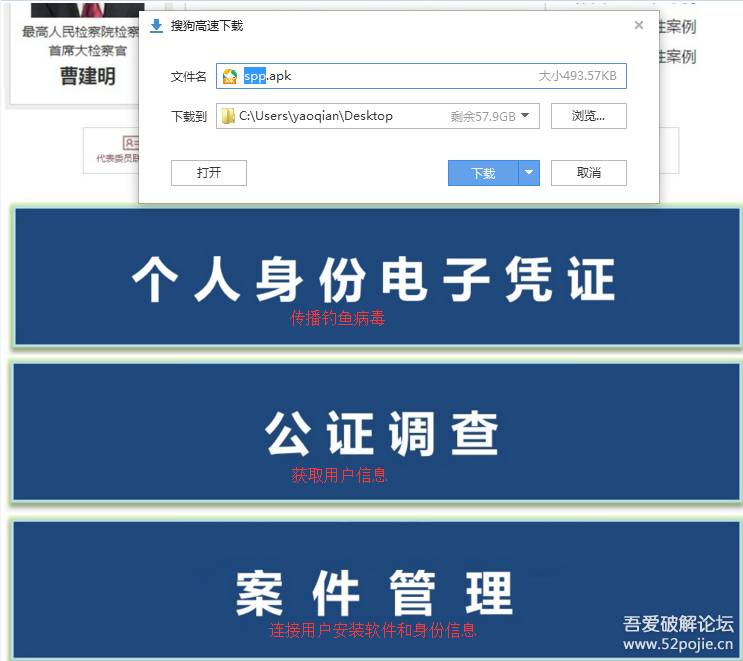 最高人民检察院检察
首席大检察官
曹建明
搜狗高速下载
性案例
性案例
文件名 spp.apk 大小493.57KB
下载到 C:\Users\yaoqian\Desktop 剩余57.9GB 浏览...
代表委员联
打开 下载 取消
个人身份电子凭证
传播钓鱼病毒
公证调查
获取用户信息
案件管理
连接用户安装软件和身份信息
吾爱破解论坛
www.52pojie.cn